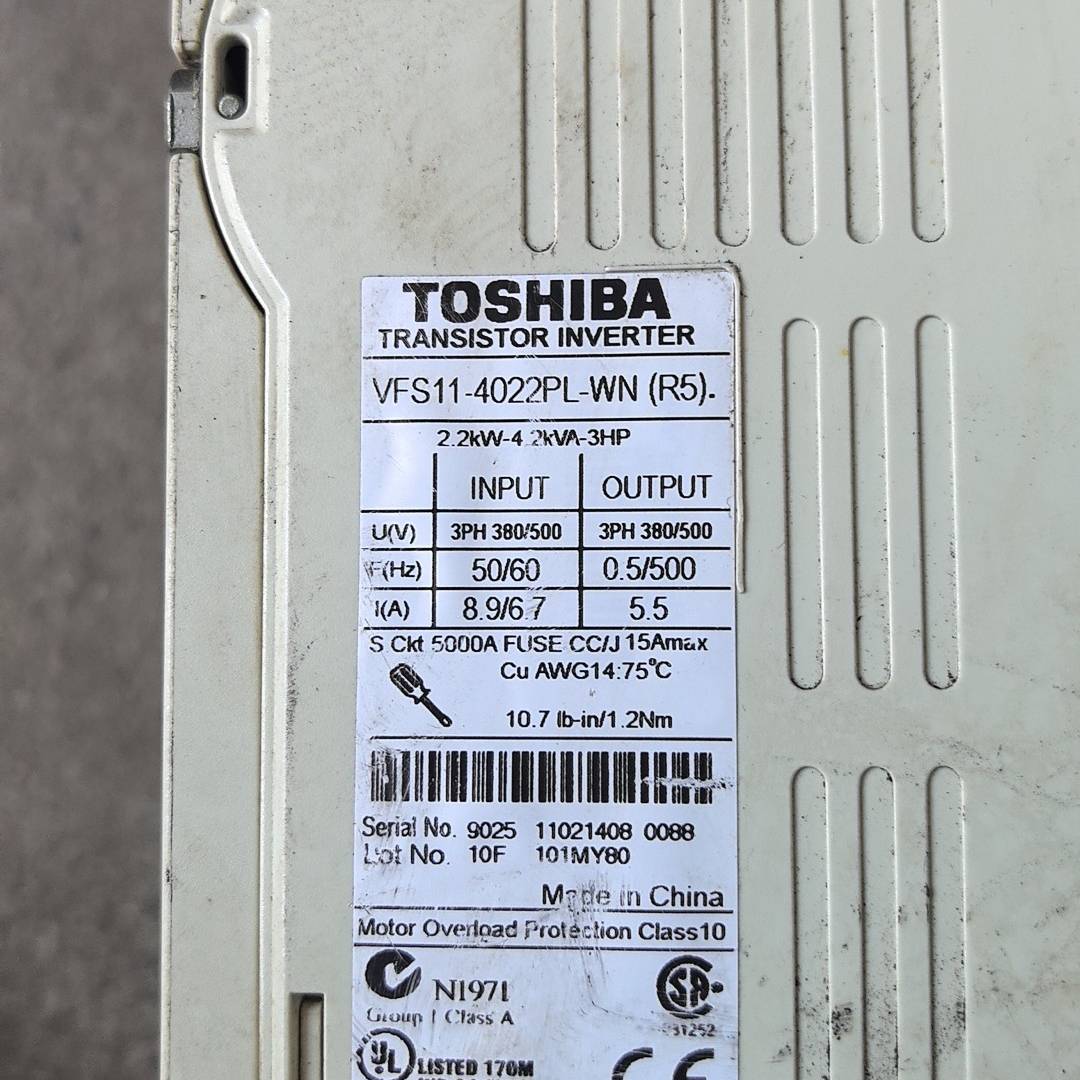 TOSHIBA
TRANSISTOR INVERTER
VFS11-4022PL-WN (R5).
2.2kW-4.2kVA-3HP
INPUT OUTPUT
U(V) 3PH 380/500 3PH 380/500
F(Hz) 50/60 0.5/500
I(A) 8.9/6.7 5.5
S Ckt 5000A FUSE CC/J 15Amax
Cu AWG14:75°C
10.7 lb-in/1.2Nm
Serial No. 9025 11021408 0088
Lot No. 10F 101MY80
Made in China
Motor Overload Protection Class10
N1971
Group 1 Class A
UL LISTED 170M
CE